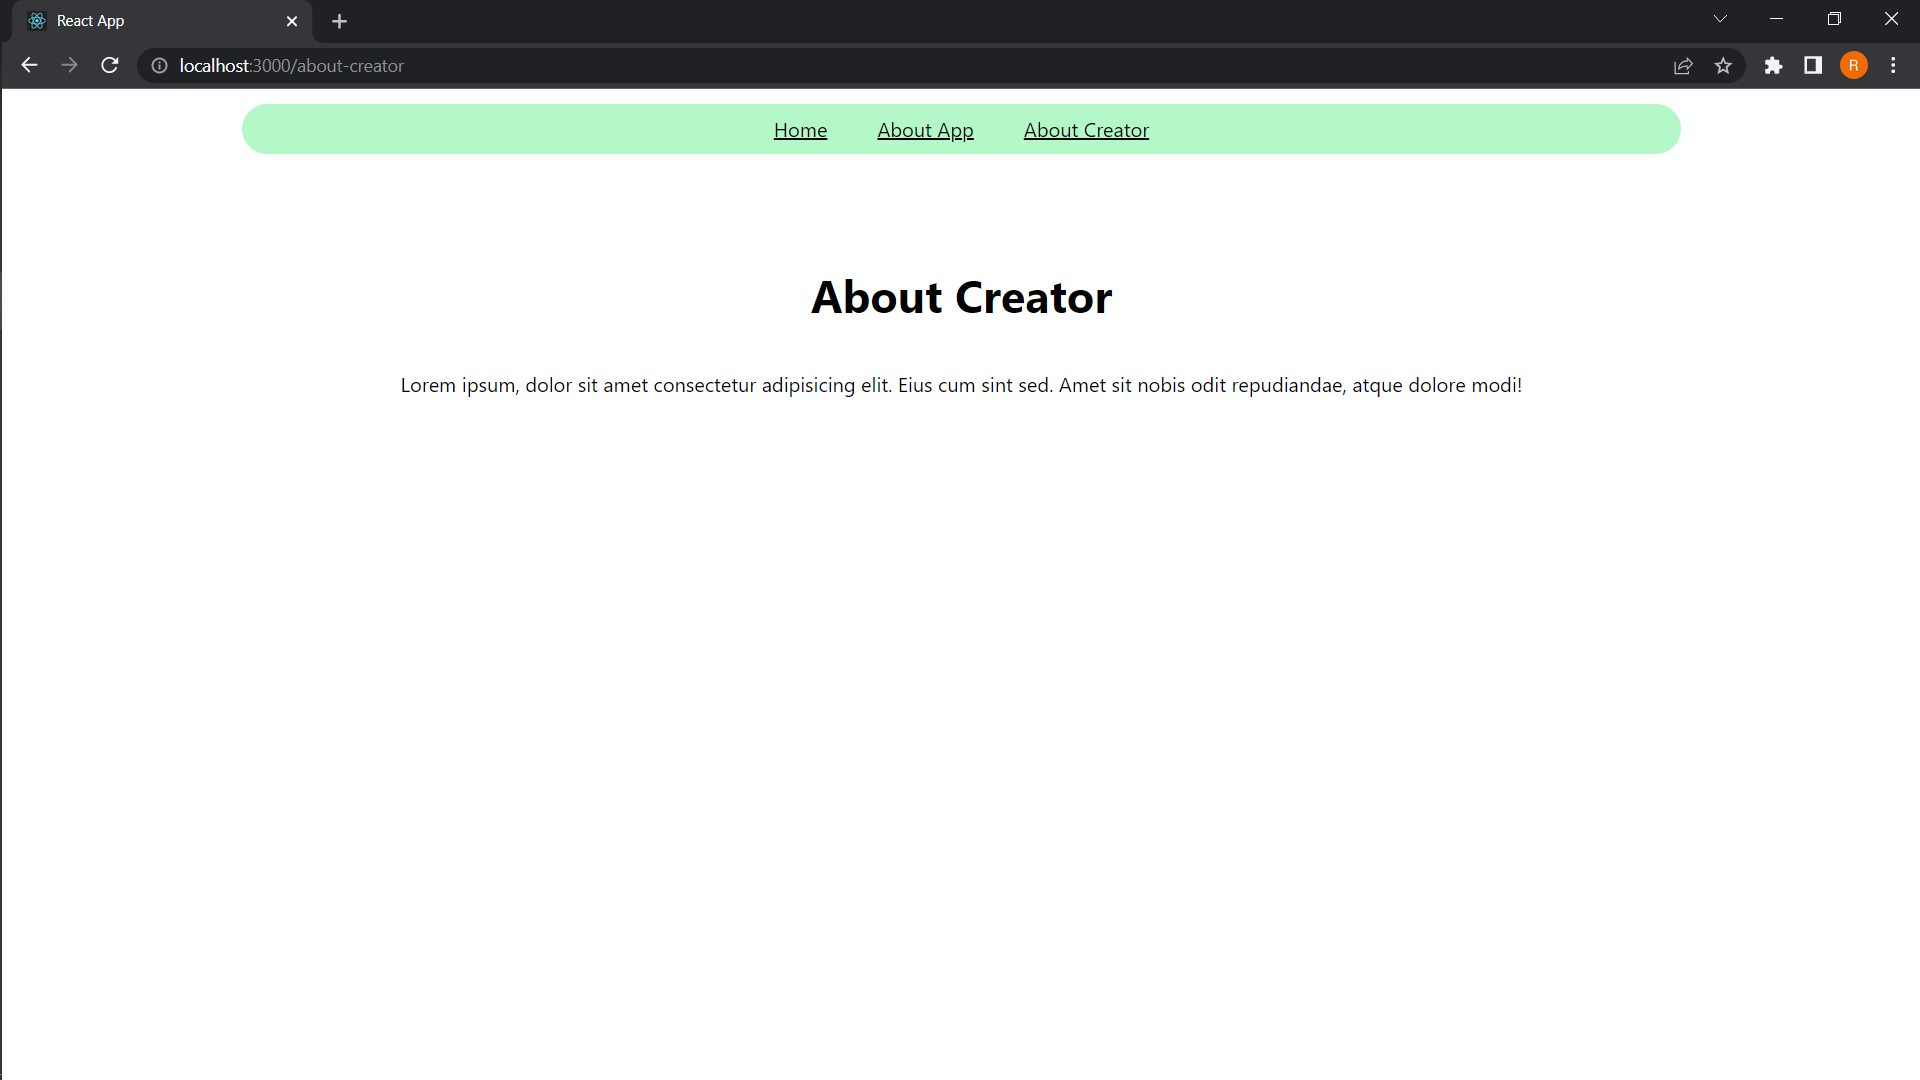 React App
localhost:3000/about-creator
R
Home About App About Creator
About Creator
Lorem ipsum, dolor sit amet consectetur adipisicing elit. Eius cum sint sed. Amet sit nobis odit repudiandae, atque dolore modi!